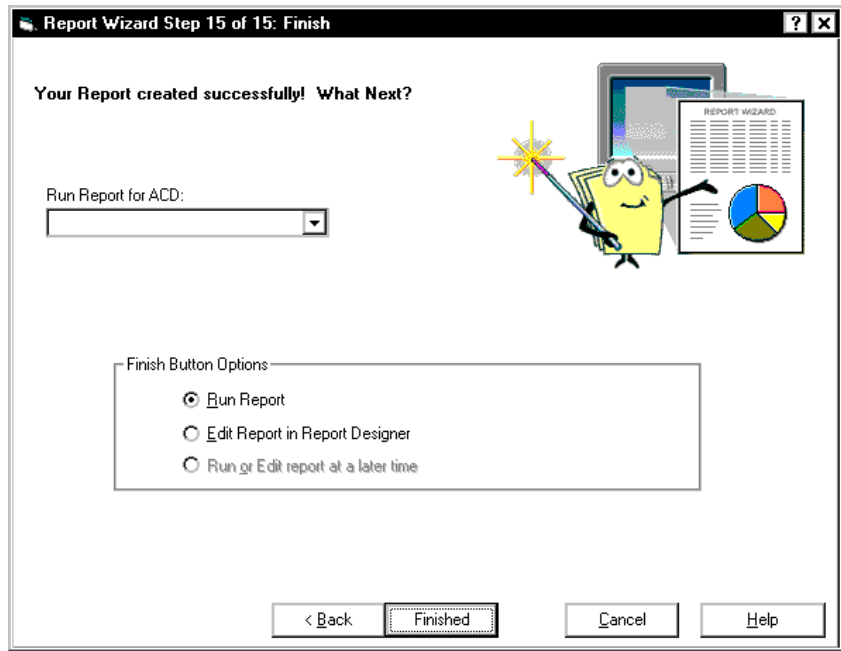 Report Wizard Step 15 of 15: Finish
Your Report created successfully! What Next?
REPORT WIZARD
Run Report for ACD:
Finish Button Options
Run Report
Edit Report in Report Designer
Run or Edit report at a later time
< Back Finished Cancel Help